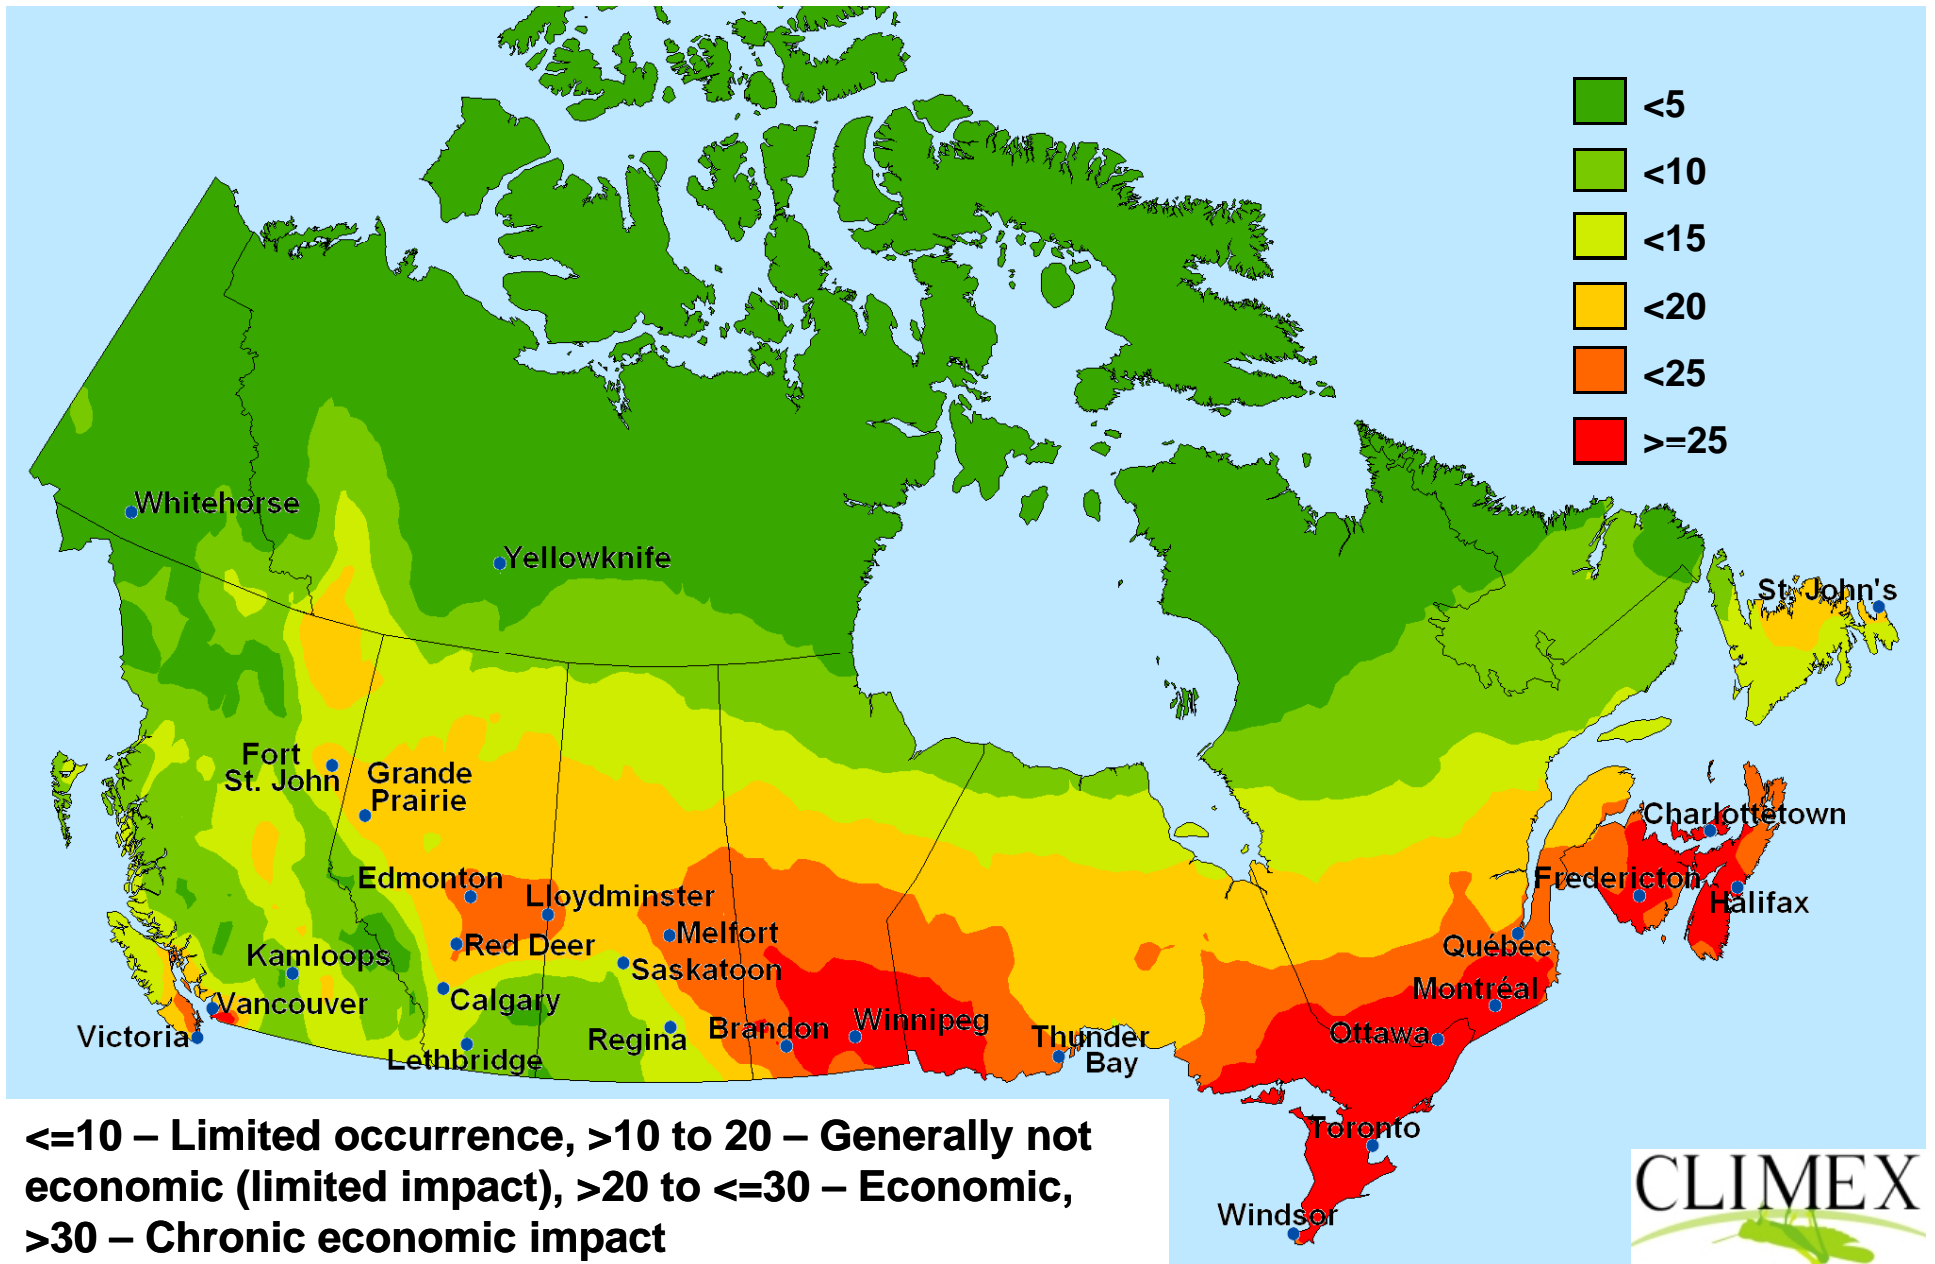 <5
<10
<15
<20
<25
>=25
Whitehorse
Yellowknife
St. John's
Fort
St. John
Grande
Prairie
Charlottetown
Edmonton
Lloydminster
Fredericton
Halifax
Melfort
Red Deer
Québec
Kamloops
Saskatoon
Montréal
Calgary
Vancouver
Winnipeg
Brandon
Regina
Victoria
Thunder
Bay
Ottawa
Lethbridge
Toronto
Windsor
<=10 – Limited occurrence, >10 to 20 – Generally not
economic (limited impact), >20 to <=30 – Economic,
>30 – Chronic economic impact
CLIMEX